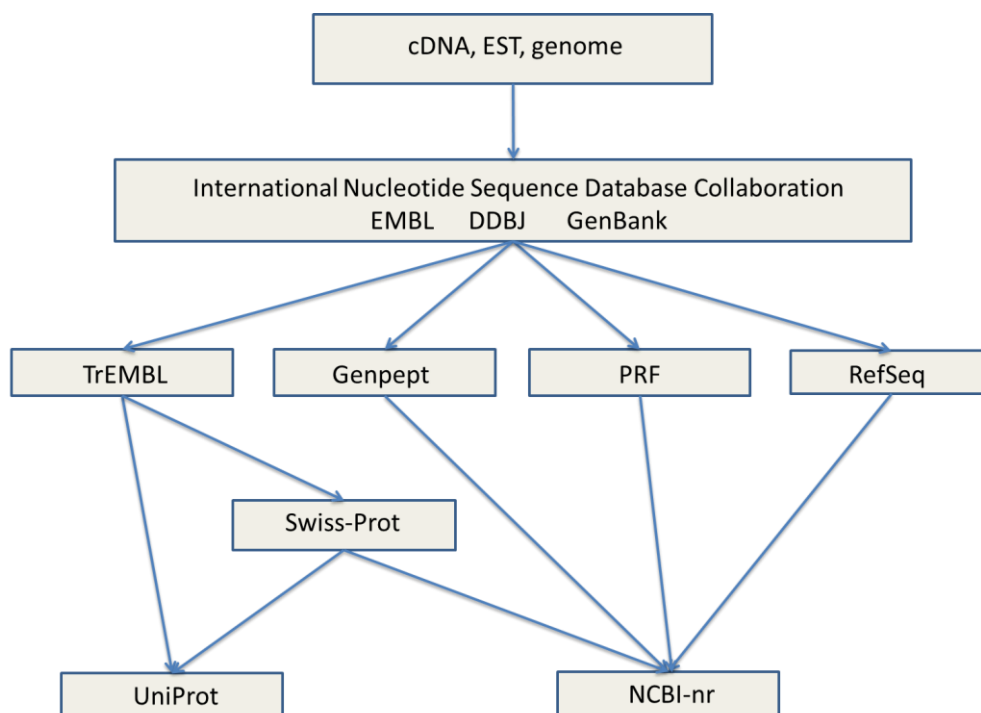 cDNA, EST, genome
International Nucleotide Sequence Database Collaboration
EMBL DDBJ GenBank
TrEMBL
Genpept
PRF
RefSeq
Swiss-Prot
UniProt
NCBI-nr